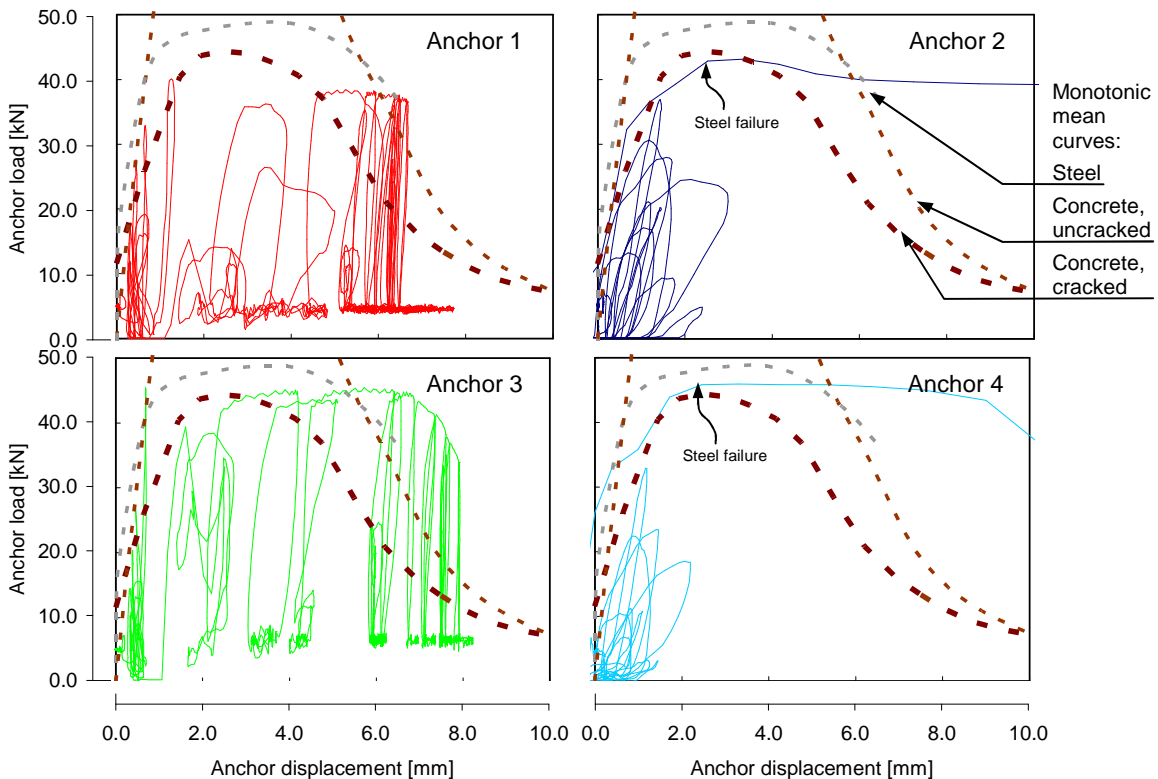 50.0
40.0
30.0
20.0
10.0
0.0
Anchor load [kN]
Anchor 1
Anchor 2
Steel failure
Monotonic
mean
curves:
Steel
Concrete,
uncracked
Concrete,
cracked
50.0
40.0
30.0
20.0
10.0
0.0
Anchor load [kN]
Anchor 3
Anchor 4
Steel failure
0.0 2.0 4.0 6.0 8.0 10.0
Anchor displacement [mm]
0.0 2.0 4.0 6.0 8.0 10.0
Anchor displacement [mm]